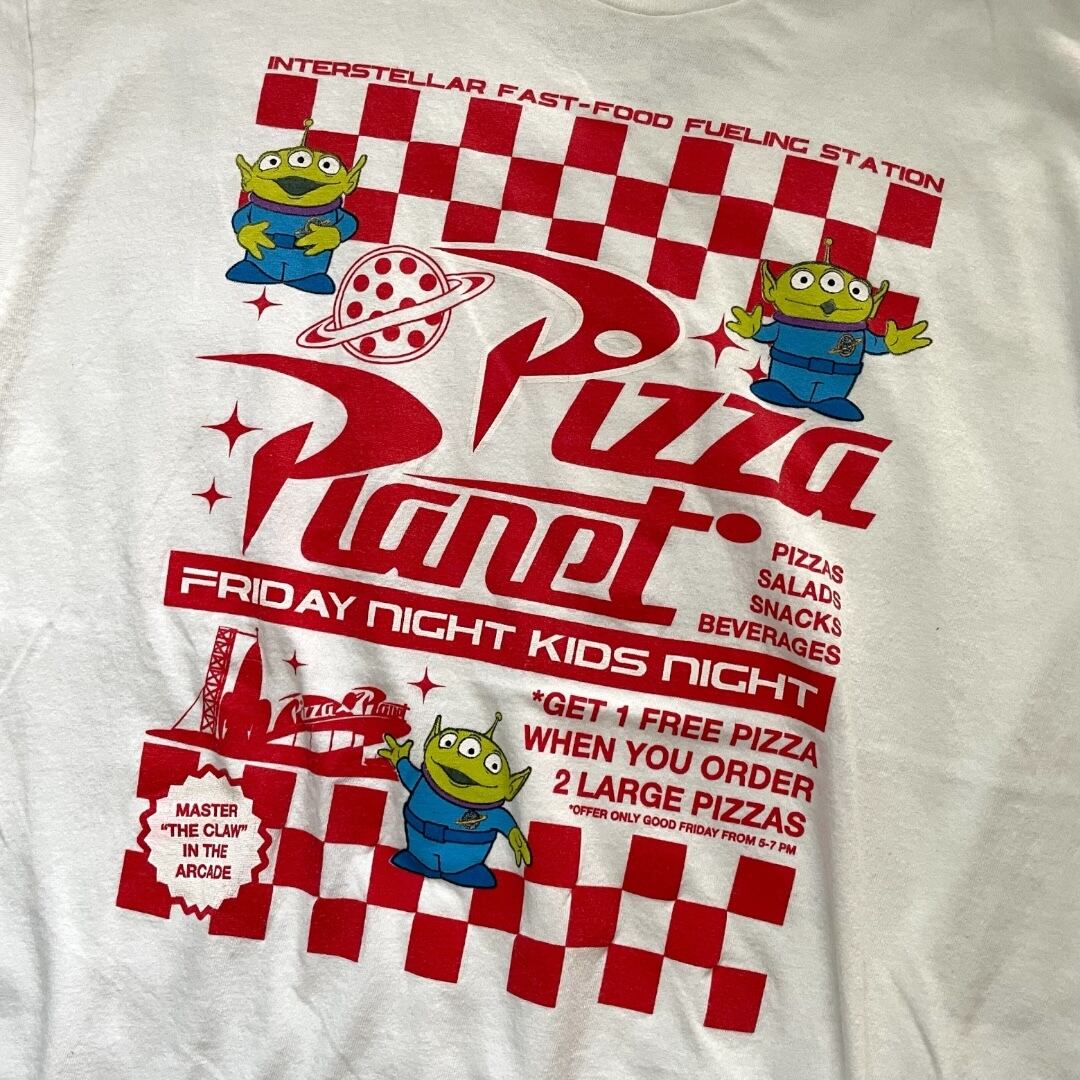 INTERSTELLAR FAST-FOOD FUELING STATION
Pizza
Planet
PIZZAS
SALADS
SNACKS
BEVERAGES
FRIDAY NIGHT KIDS NIGHT
Pizza Planet
*GET 1 FREE PIZZA
WHEN YOU ORDER
2 LARGE PIZZAS
*OFFER ONLY GOOD FRIDAY FROM 5-7 PM
MASTER
"THE CLAW"
IN THE
ARCADE